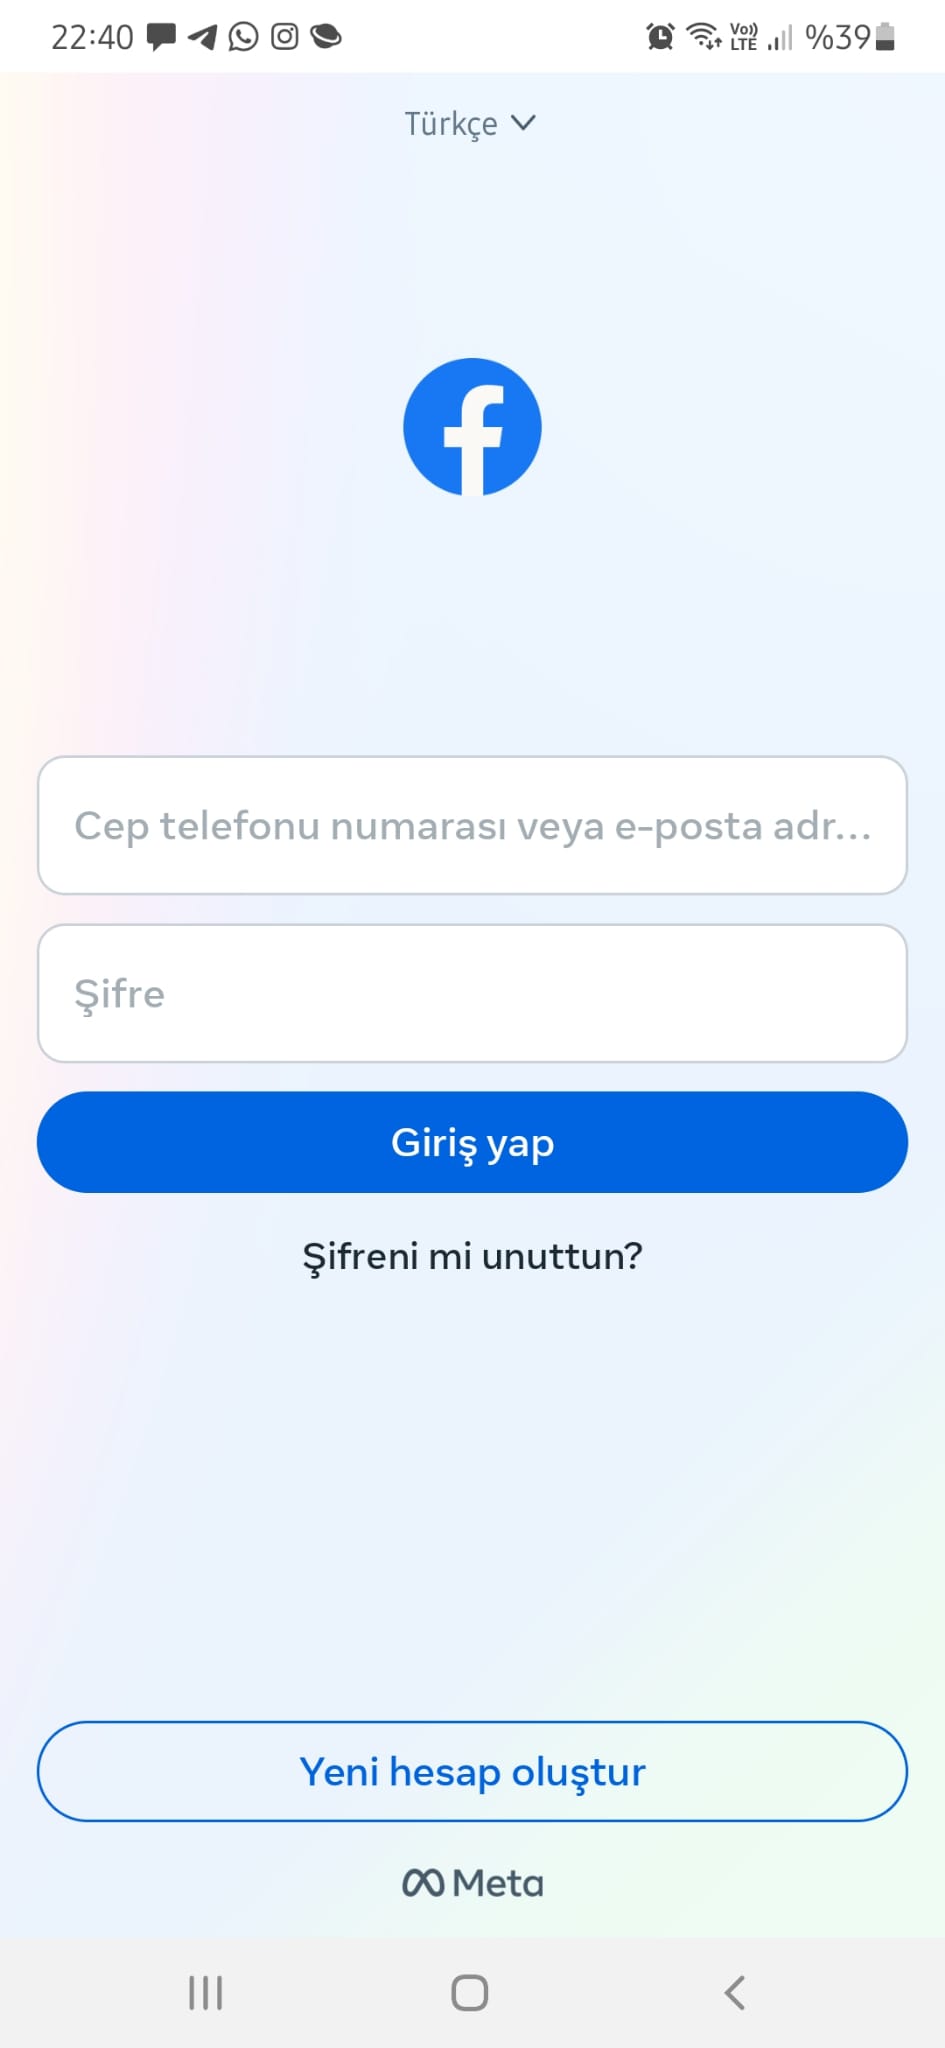 22:40 Vo)) LTE %39
Türkçe
Cep telefonu numarası veya e-posta adr...
Şifre
Giriş yap
Şifreni mi unuttun?
Yeni hesap oluştur
Meta